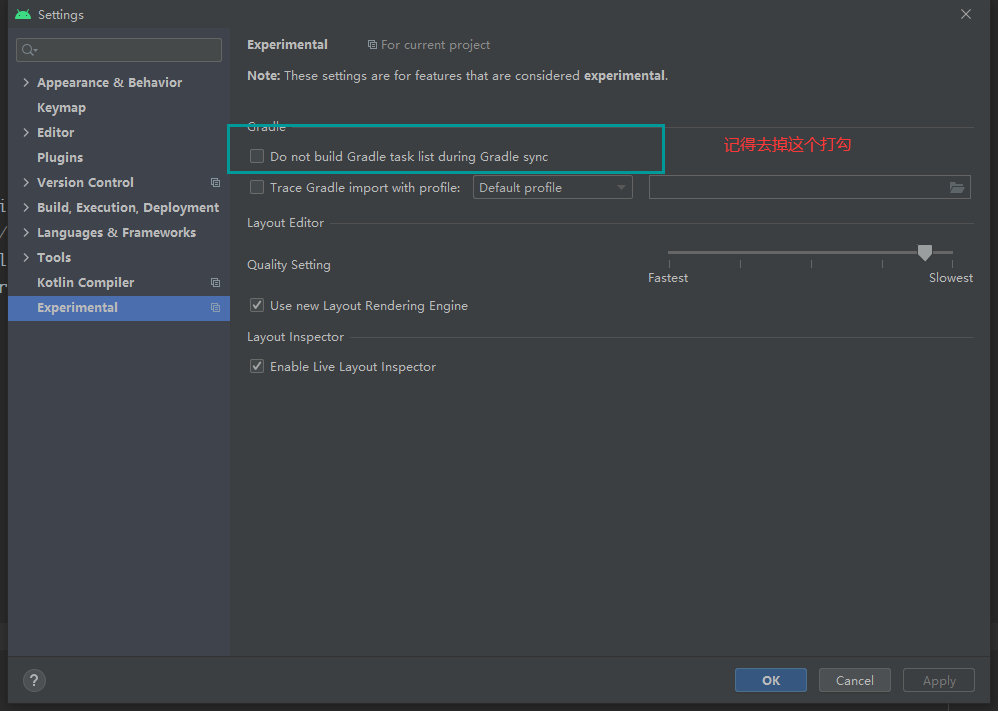 Settings
Experimental
For current project
Note: These settings are for features that are considered experimental.
Appearance & Behavior
Keymap
Editor
Plugins
Version Control
Build, Execution, Deployment
Languages & Frameworks
Tools
Kotlin Compiler
Experimental
Gradle
Do not build Gradle task list during Gradle sync
记得去掉这个打勾
Trace Gradle import with profile:
Default profile
Layout Editor
Quality Setting
Fastest
Slowest
Use new Layout Rendering Engine
Layout Inspector
Enable Live Layout Inspector
?
OK
Cancel
Apply